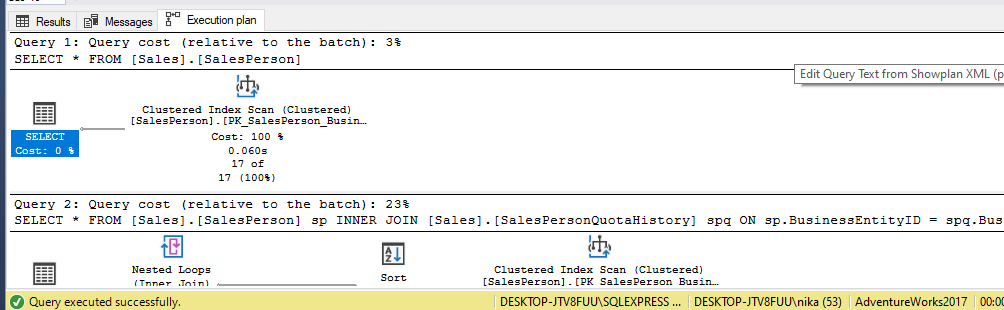 Results Messages Execution plan
Query 1: Query cost (relative to the batch): 3%
SELECT * FROM [Sales].[SalesPerson]
Edit Query Text from Showplan XML (p
Clustered Index Scan (Clustered)
[SalesPerson].[PK_SalesPerson_Busin…
SELECT
Cost: 0 %
Cost: 100 %
0.060s
17 of
17 (100%)
Query 2: Query cost (relative to the batch): 23%
SELECT * FROM [Sales].[SalesPerson] sp INNER JOIN [Sales].[SalesPersonQuotaHistory] spq ON sp.BusinessEntityID = spq.Bus
Nested Loops
(Inner Join)
Sort
Clustered Index Scan (Clustered)
[SalesPerson].[PK_SalesPerson_Busin…
Query executed successfully.
DESKTOP-JTV8FUU\SQLEXPRESS ... DESKTOP-JTV8FUU\nika (53) AdventureWorks2017 00:00